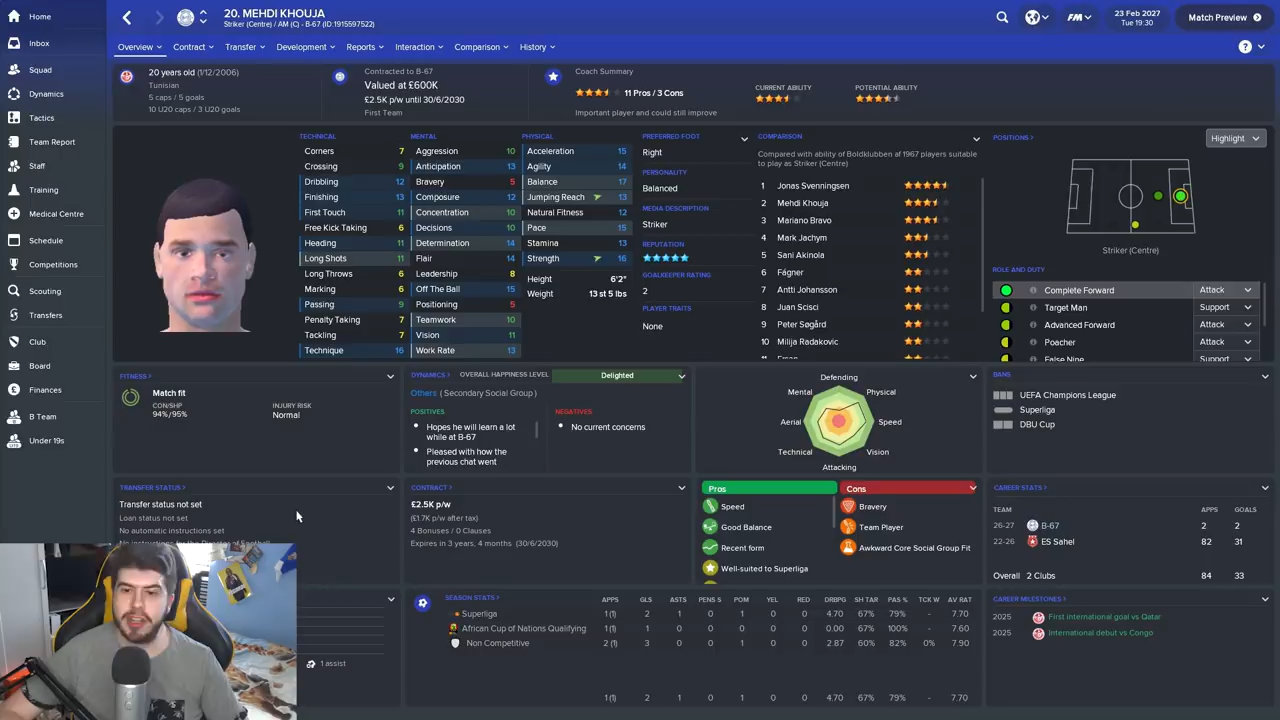 Home
20. MEHDI KHOUJA
Striker (Centre) / AM (C) - B-67 (ID:1915597522)
FM
23 Feb 2027
Tue 19:30
Match Preview
Inbox
Overview
Contract
Transfer
Development
Reports
Interaction
Comparison
History
?
Squad
Dynamics
Tactics
Team Report
Staff
Training
Medical Centre
Schedule
Competitions
Scouting
Transfers
Club
Board
Finances
B Team
Under 19s
20 years old (1/12/2006)
Tunisian
5 caps / 5 goals
10 U20 caps / 3 U20 goals
Contracted to B-67
Valued at £600K
£2.5K p/w until 30/6/2030
First Team
Coach Summary
11 Pros / 3 Cons
Important player and could still improve
CURRENT ABILITY
POTENTIAL ABILITY
TECHNICAL
Corners 7
Crossing 9
Dribbling 12
Finishing 13
First Touch 11
Free Kick Taking 6
Heading 11
Long Shots 11
Long Throws 6
Marking 6
Passing 9
Penalty Taking 7
Tackling 7
Technique 16
MENTAL
Aggression 10
Anticipation 13
Bravery 5
Composure 12
Concentration 10
Decisions 10
Determination 14
Flair 14
Leadership 8
Off The Ball 15
Positioning 5
Teamwork 10
Vision 11
Work Rate 13
PHYSICAL
Acceleration 15
Agility 14
Balance 17
Jumping Reach 13
Natural Fitness 12
Pace 15
Stamina 13
Strength 16
Height 6'2"
Weight 13 st 5 lbs
PREFERRED FOOT
Right
PERSONALITY
Balanced
MEDIA DESCRIPTION
Striker
REPUTATION
GOALKEEPER RATING
2
PLAYER TRAITS
None
COMPARISON
Compared with ability of Boldklubben af 1967 players suitable
to play as Striker (Centre)
1 Jonas Svenningsen
2 Mehdi Khouja
3 Mariano Bravo
4 Mark Jachym
5 Sani Akinola
6 Fágner
7 Antti Johansson
8 Juan Scisci
9 Peter Søgård
10 Milija Radakovic
POSITIONS >
Highlight
Striker (Centre)
ROLE AND DUTY
Complete Forward Attack
Target Man Support
Advanced Forward Attack
Poacher Attack
False Nine Support
FITNESS >
Match fit
CON/SHP
94%/95%
INJURY RISK
Normal
DYNAMICS > OVERALL HAPPINESS LEVEL Delighted
Others ( Secondary Social Group )
POSITIVES
Hopes he will learn a lot
while at B-67
Pleased with how the
previous chat went
NEGATIVES
No current concerns
Defending
Mental
Physical
Aerial
Speed
Technical
Vision
Attacking
BANS
UEFA Champions League
Superliga
DBU Cup
TRANSFER STATUS >
Transfer status not set
Loan status not set
No automatic instructions set
CONTRACT >
£2.5K p/w
(£1.7K p/w after tax)
4 Bonuses / 0 Clauses
Expires in 3 years, 4 months (30/6/2030)
Pros
Speed
Good Balance
Recent form
Well-suited to Superliga
Cons
Bravery
Team Player
Awkward Core Social Group Fit
CAREER STATS >
TEAM APPS GOALS
26-27 B-67 2 2
22-26 ES Sahel 82 31
Overall 2 Clubs 84 33
1 assist
SEASON STATS > APPS GLS ASTS PENS S POM YEL RED DRBPG SH TAR PAS % TCK W AV RAT
Superliga 1 (1) 2 1 0 1 0 0 4.70 67% 79% - 7.70
African Cup of Nations Qualifying 1 (1) 1 0 0 0 0 0 0.00 67% 100% - 7.60
Non Competitive 2 (1) 3 0 0 1 0 0 2.87 60% 82% 0% 7.90
1 (1) 2 1 0 1 0 0 4.70 67% 79% - 7.70
CAREER MILESTONES >
2025 First international goal vs Qatar
2025 International debut vs Congo